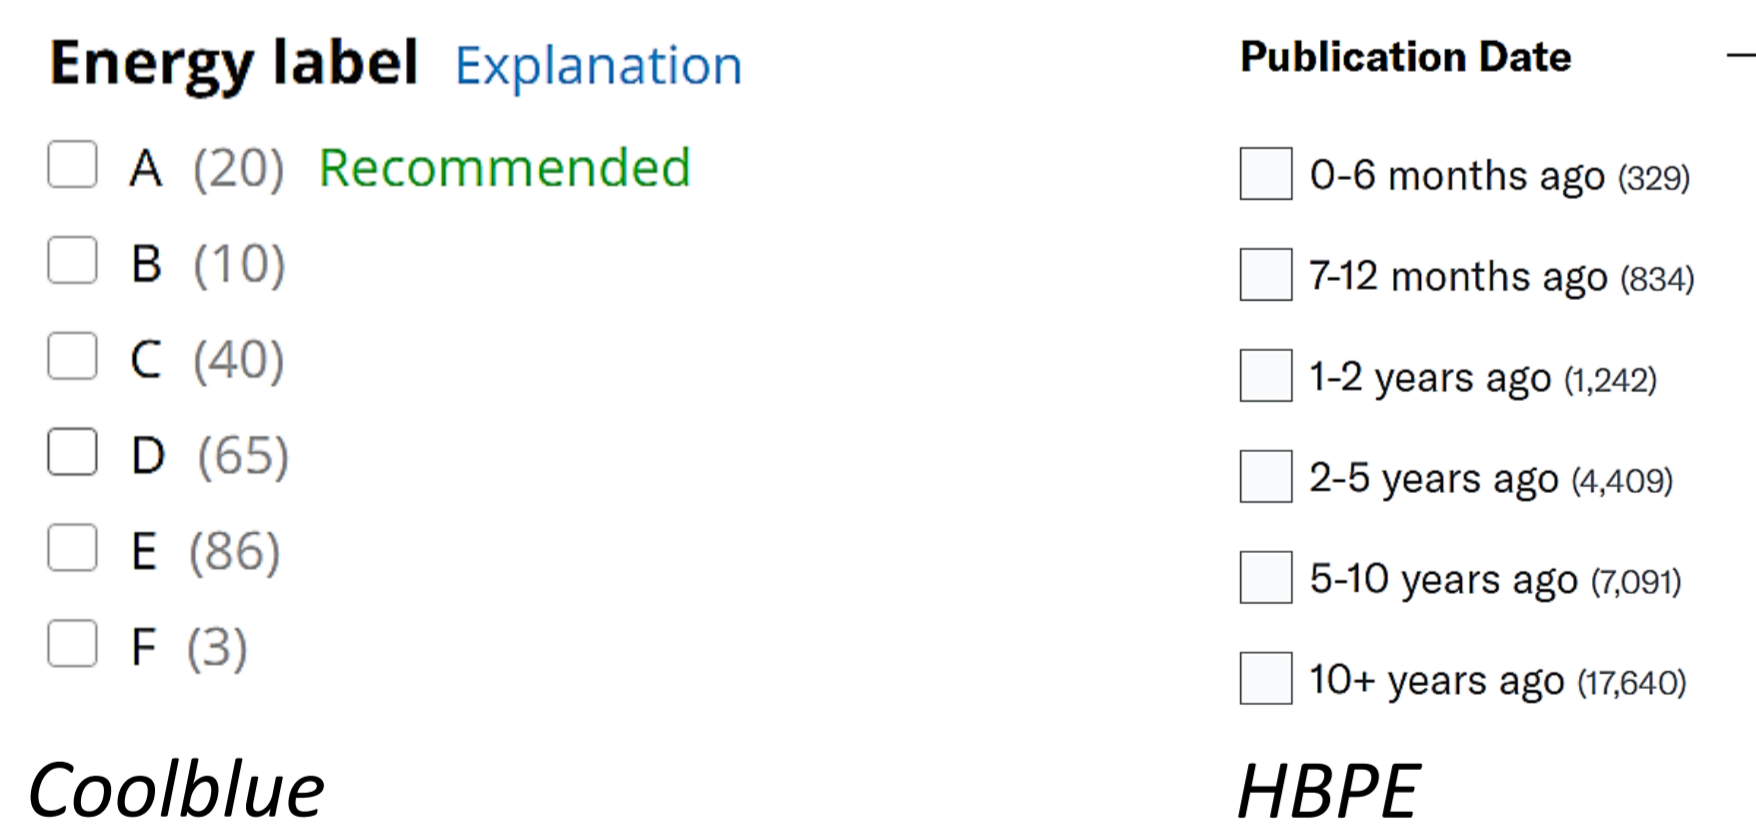 Energy label Explanation
A (20) Recommended
B (10)
C (40)
D (65)
E (86)
F (3)
Coolblue
Publication Date —
0-6 months ago (329)
7-12 months ago (834)
1-2 years ago (1,242)
2-5 years ago (4,409)
5-10 years ago (7,091)
10+ years ago (17,640)
HBPE